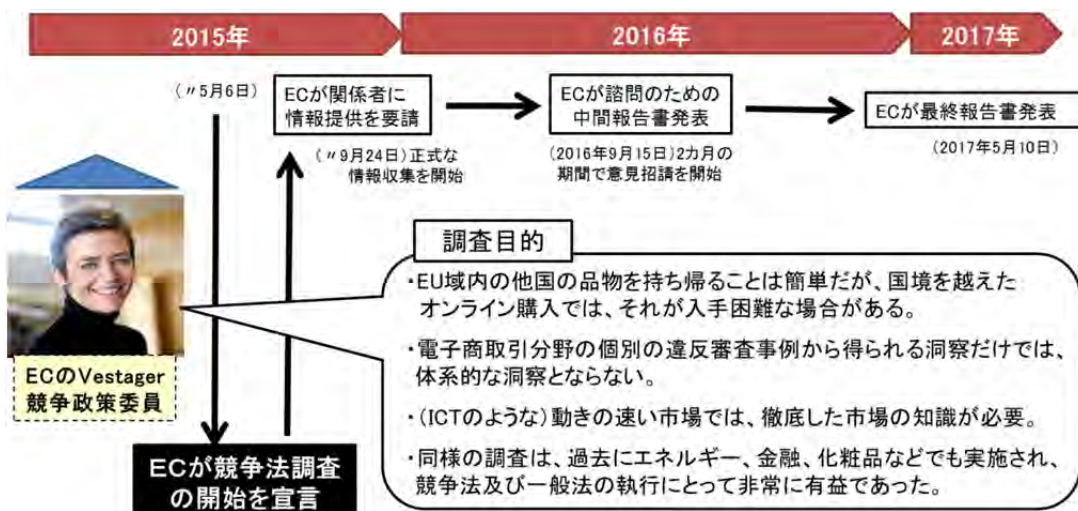 2015年
2016年
2017年
(〃5月6日)
ECが関係者に
情報提供を要請
(〃9月24日)正式な
情報収集を開始
ECが諮問のための
中間報告書発表
(2016年9月15日)2カ月の
期間で意見招請を開始
ECが最終報告書発表
(2017年5月10日)
調査目的
・EU域内の他国の品物を持ち帰ることは簡単だが、国境を越えた
オンライン購入では、それが入手困難な場合がある。
・電子商取引分野の個別の違反審査事例から得られる洞察だけでは、
体系的な洞察とならない。
・(ICTのような)動きの速い市場では、徹底した市場の知識が必要。
・同様の調査は、過去にエネルギー、金融、化粧品などでも実施され、
競争法及び一般法の執行にとって非常に有益であった。
ECのVestager
競争政策委員
ECが競争法調査
の開始を宣言